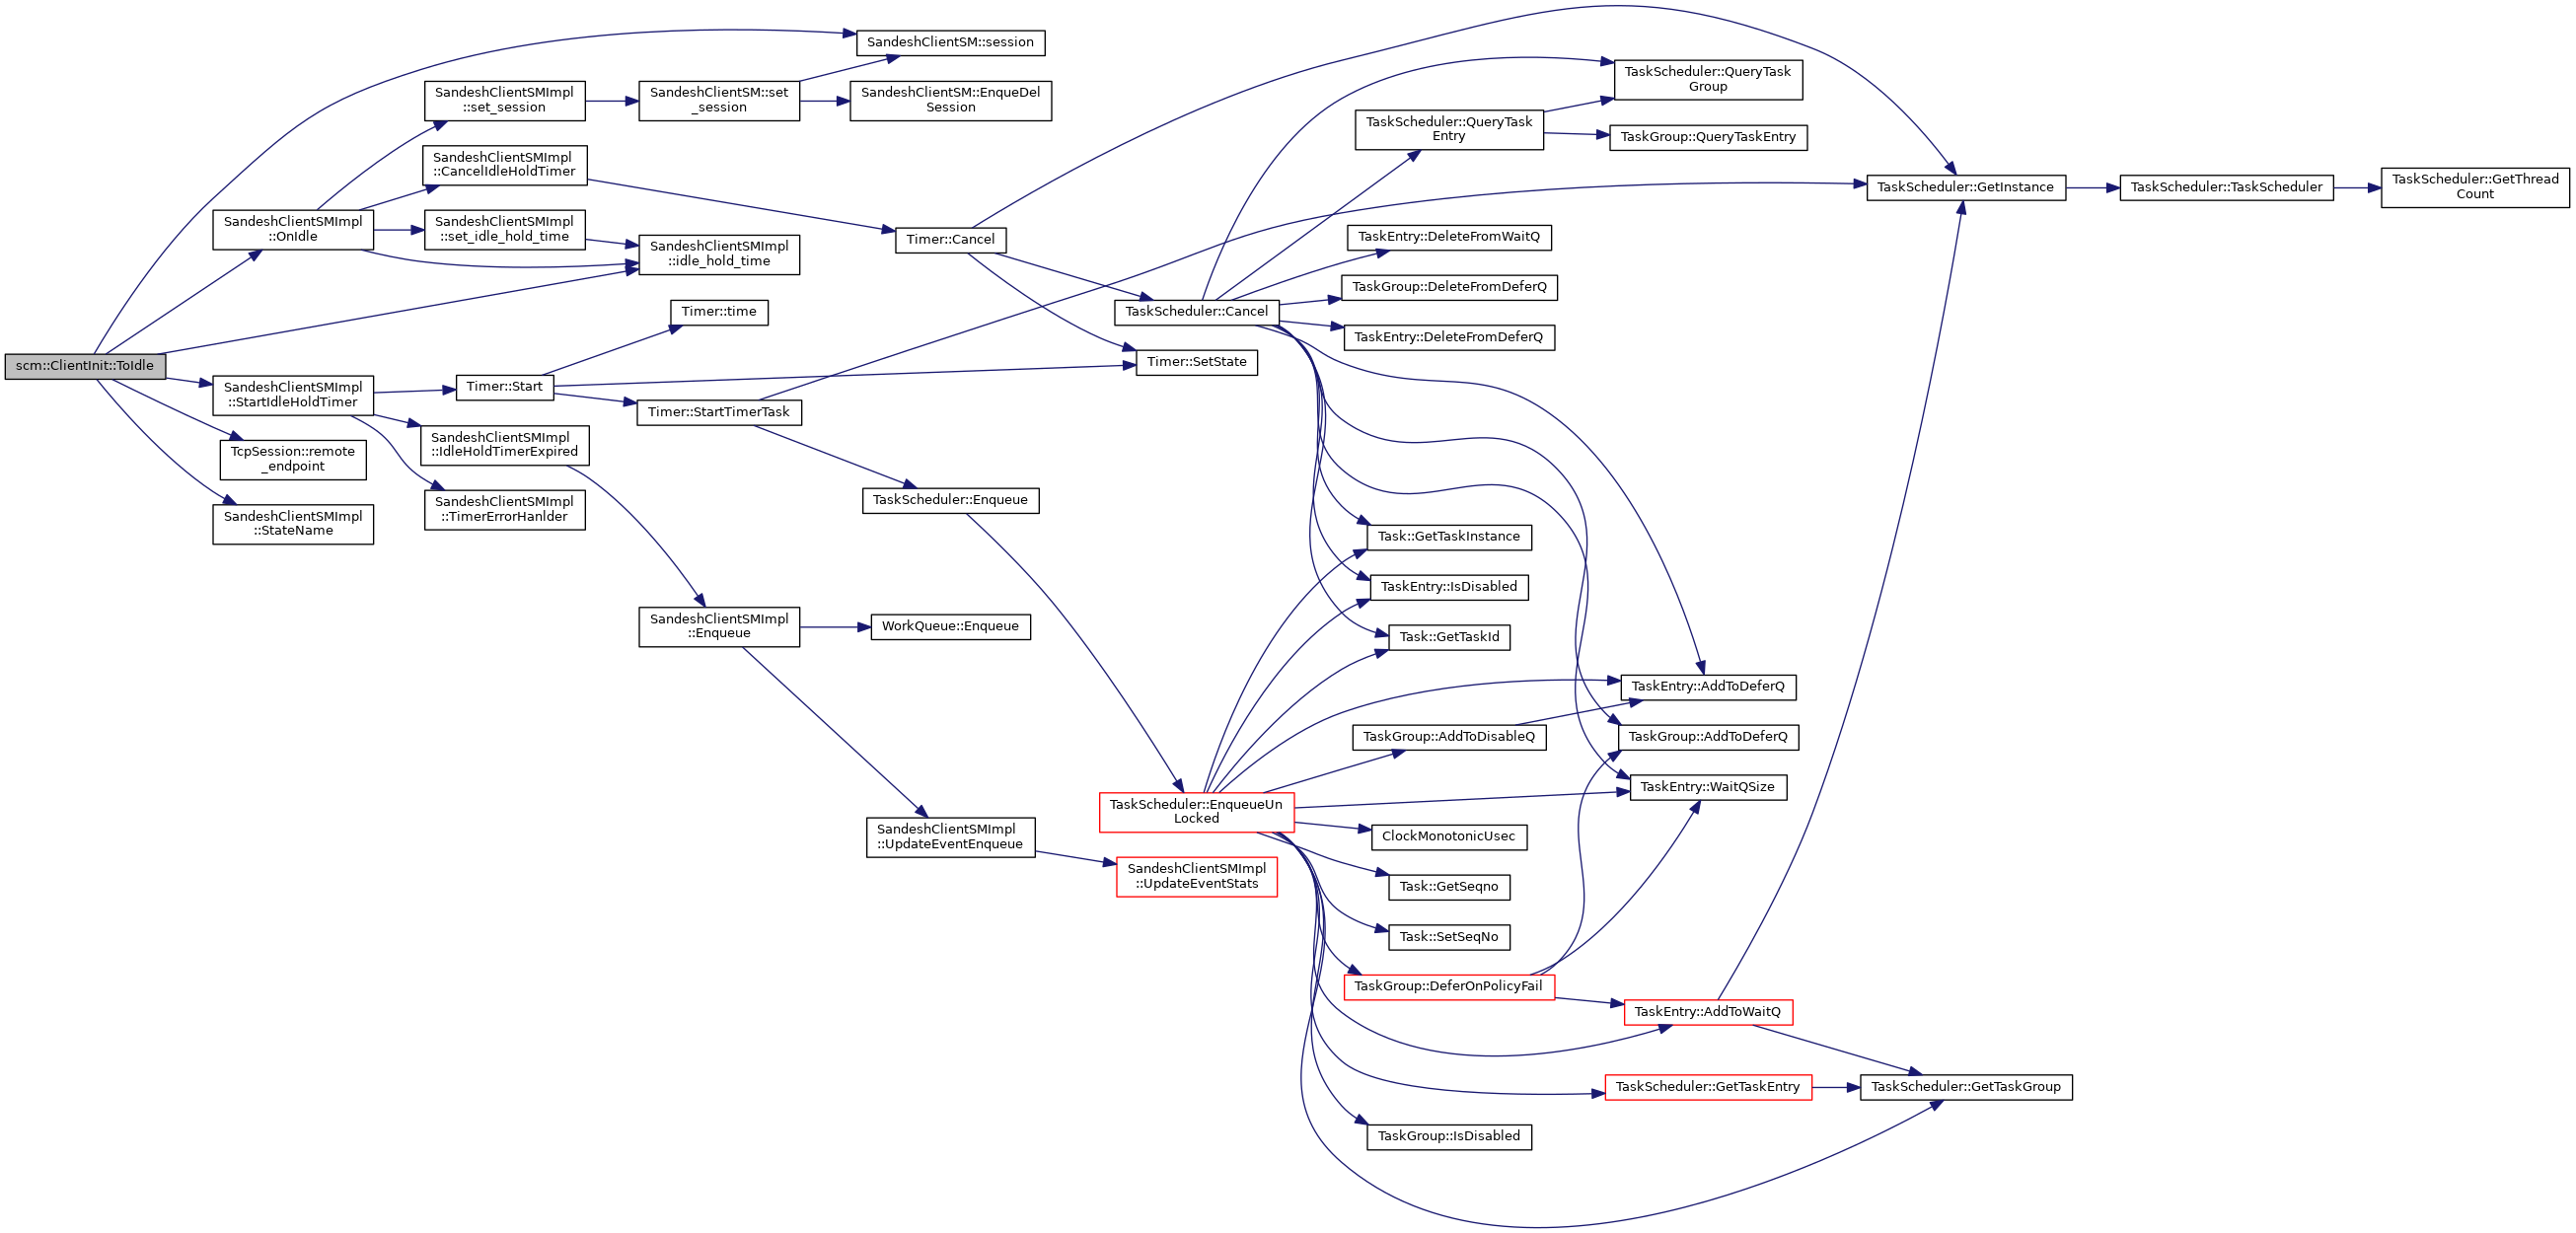 scm::ClientInit::ToIdle
SandeshClientSMImpl
::OnIdle
SandeshClientSMImpl
::StartIdleHoldTimer
TcpSession::remote
_endpoint
SandeshClientSMImpl
::StateName
SandeshClientSMImpl
::set_session
SandeshClientSMImpl
::CancelIdleHoldTimer
SandeshClientSMImpl
::set_idle_hold_time
Timer::Start
SandeshClientSMImpl
::IdleHoldTimerExpired
SandeshClientSMImpl
::TimerErrorHanlder
SandeshClientSM::set
_session
SandeshClientSMImpl
::idle_hold_time
Timer::time
Timer::StartTimerTask
SandeshClientSMImpl
::Enqueue
SandeshClientSM::session
SandeshClientSM::EnqueDel
Session
Timer::Cancel
TaskScheduler::Enqueue
WorkQueue::Enqueue
SandeshClientSMImpl
::UpdateEventEnqueue
TaskScheduler::Cancel
Timer::SetState
TaskScheduler::EnqueueUn
Locked
SandeshClientSMImpl
::UpdateEventStats
TaskScheduler::QueryTask
Entry
TaskEntry::DeleteFromWaitQ
TaskGroup::DeleteFromDeferQ
TaskEntry::DeleteFromDeferQ
Task::GetTaskInstance
TaskEntry::IsDisabled
Task::GetTaskId
TaskGroup::AddToDisableQ
ClockMonotonicUsec
Task::GetSeqno
Task::SetSeqNo
TaskGroup::DeferOnPolicyFail
TaskGroup::IsDisabled
TaskScheduler::QueryTask
Group
TaskGroup::QueryTaskEntry
TaskEntry::AddToDeferQ
TaskGroup::AddToDeferQ
TaskEntry::WaitQSize
TaskEntry::AddToWaitQ
TaskScheduler::GetTaskEntry
TaskScheduler::GetInstance
TaskScheduler::GetTaskGroup
TaskScheduler::TaskScheduler
TaskScheduler::GetThread
Count